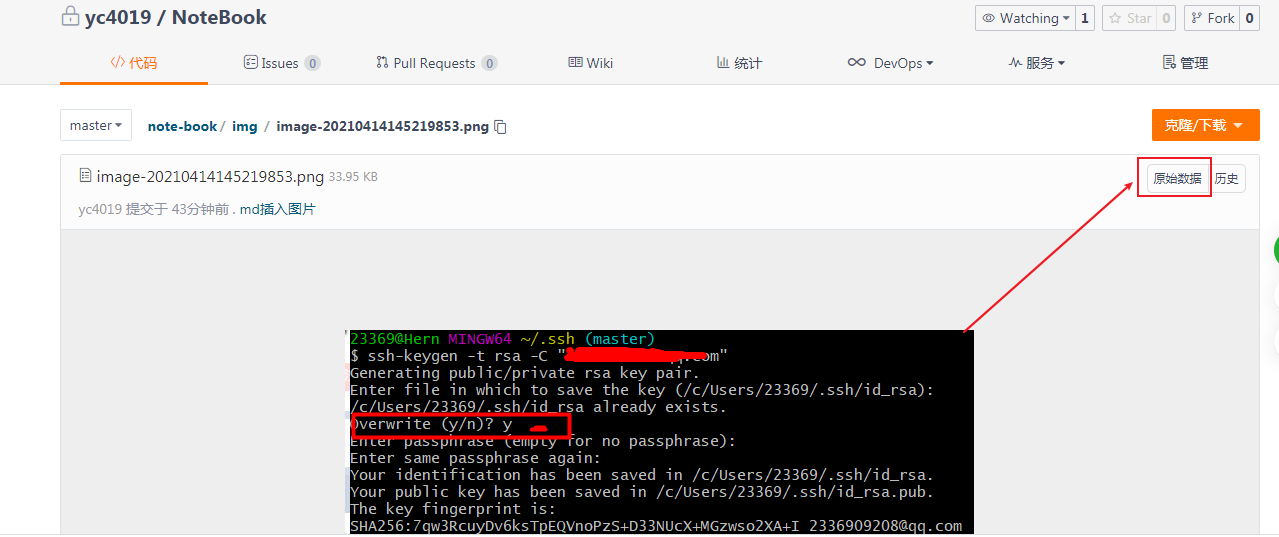 yc4019 / NoteBook
Watching 1 Star 0 Fork 0
代码 Issues 0 Pull Requests 0 Wiki 统计 DevOps 服务 管理
master note-book / img / image-20210414145219853.png 克隆/下载
image-20210414145219853.png 33.95 KB 原始数据 历史
yc4019 提交于 43分钟前 . md插入图片
23369@Hern MINGW64 ~/.ssh (master)
$ ssh-keygen -t rsa -C "qq.com"
Generating public/private rsa key pair.
Enter file in which to save the key (/c/Users/23369/.ssh/id_rsa):
/c/Users/23369/.ssh/id_rsa already exists.
Overwrite (y/n)? y
Enter passphrase (empty for no passphrase):
Enter same passphrase again:
Your identification has been saved in /c/Users/23369/.ssh/id_rsa.
Your public key has been saved in /c/Users/23369/.ssh/id_rsa.pub.
The key fingerprint is:
SHA256:7qw3RcuyDv6ksTpEQVnoPzS+D33NUcX+MGzwso2XA+I 2336909208@qq.com